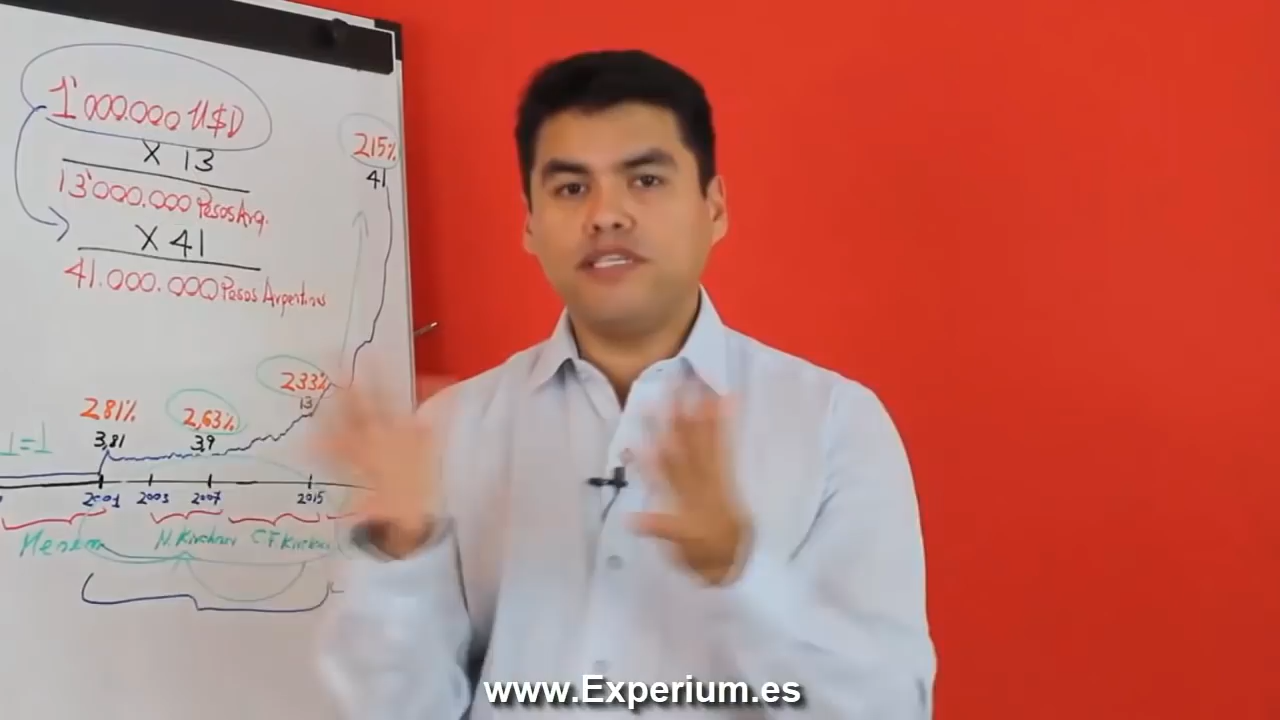 1'000.000 U$D
X 13
13'000.000 Pesos Arg.
X 41
41.000.000 Pesos Argentinos
215%
41
233%
13
281%
3,81
2,63%
3,9
1=1
2001 2003 2007 2015
Menem N. Kirchner C.F. Kirchner
www.Experium.es